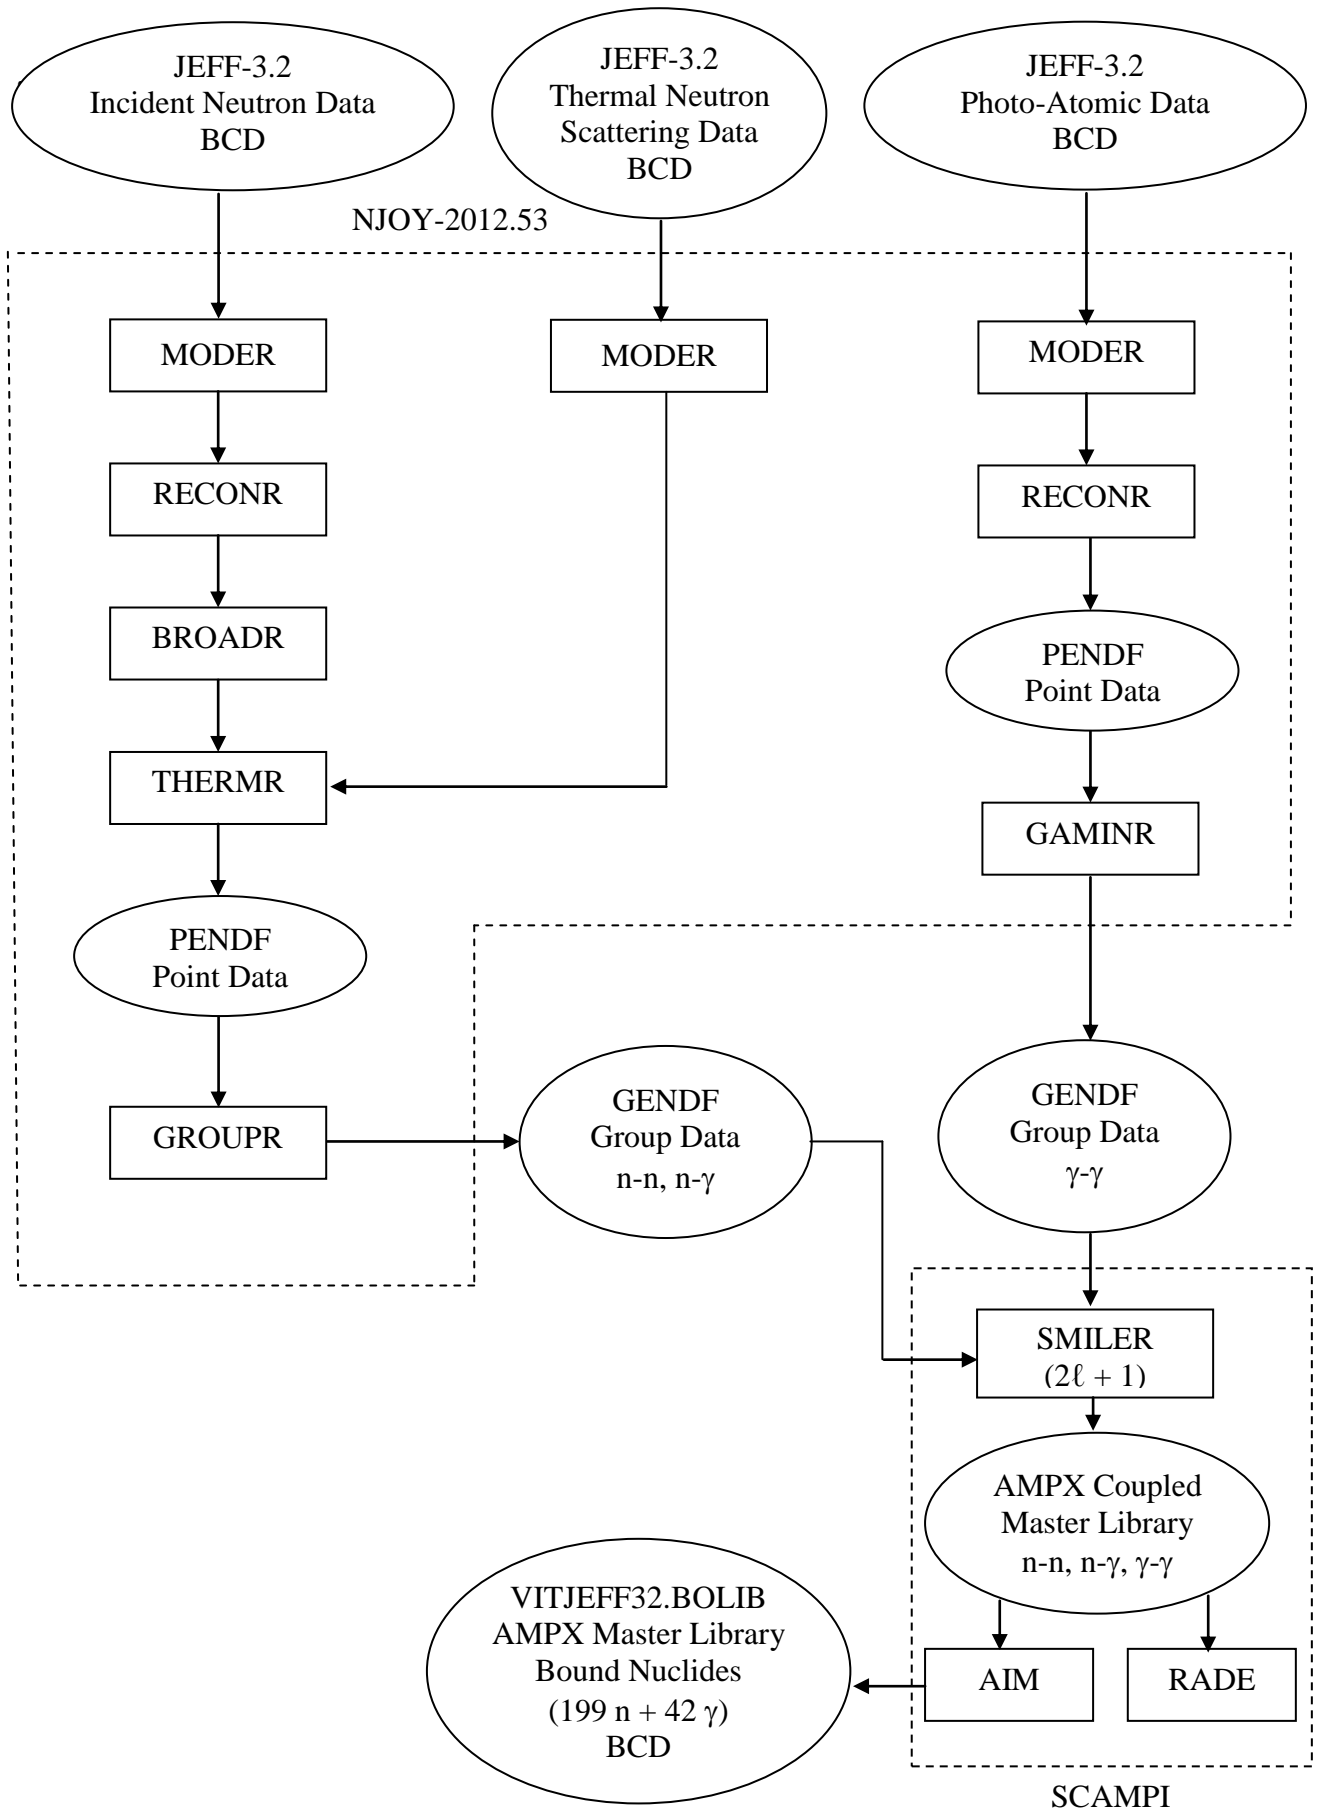 JEFF-3.2
Incident Neutron Data
BCD
JEFF-3.2
Thermal Neutron
Scattering Data
BCD
JEFF-3.2
Photo-Atomic Data
BCD
NJOY-2012.53
MODER
MODER
MODER
RECONR
RECONR
BROADR
PENDF
Point Data
THERMR
GAMINR
PENDF
Point Data
GROUPR
GENDF
Group Data
n-n, n-γ
GENDF
Group Data
γ-γ
SMILER
(2ℓ + 1)
AMPX Coupled
Master Library
n-n, n-γ, γ-γ
VITJEFF32.BOLIB
AMPX Master Library
Bound Nuclides
(199 n + 42 γ)
BCD
AIM
RADE
SCAMPI